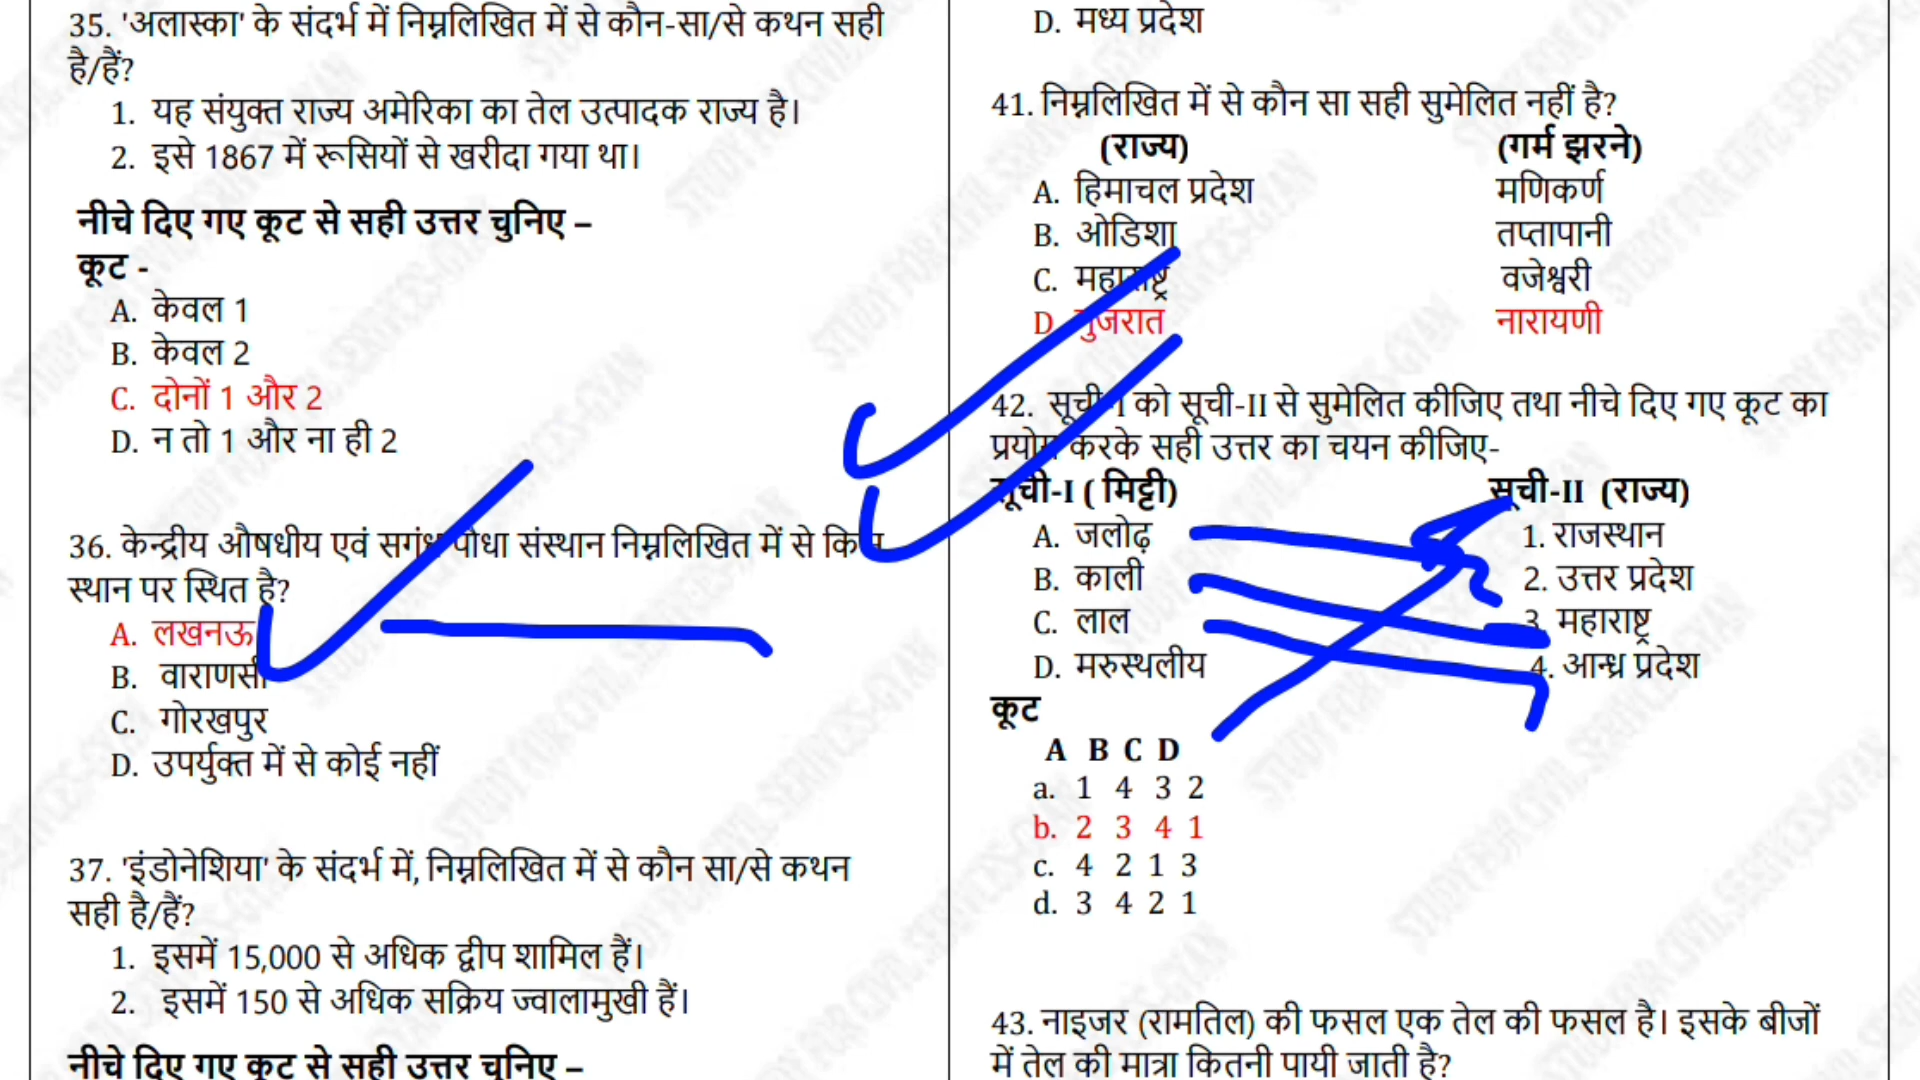 35. 'अलास्का' के संदर्भ में निम्नलिखित में से कौन-सा/से कथन सही
है/हैं?
1. यह संयुक्त राज्य अमेरिका का तेल उत्पादक राज्य है।
2. इसे 1867 में रूसियों से खरीदा गया था।
नीचे दिए गए कूट से सही उत्तर चुनिए –
कूट -
A. केवल 1
B. केवल 2
C. दोनों 1 और 2
D. न तो 1 और ना ही 2
36. केन्द्रीय औषधीय एवं सगंध पौधा संस्थान निम्नलिखित में से किस
स्थान पर स्थित है?
A. लखनऊ
B. वाराणसी
C. गोरखपुर
D. उपर्युक्त में से कोई नहीं
37. 'इंडोनेशिया' के संदर्भ में, निम्नलिखित में से कौन सा/से कथन
सही है/हैं?
1. इसमें 15,000 से अधिक द्वीप शामिल हैं।
2. इसमें 150 से अधिक सक्रिय ज्वालामुखी हैं।
नीचे दिए गए कूट से सही उत्तर चुनिए –
D. मध्य प्रदेश
41. निम्नलिखित में से कौन सा सही सुमेलित नहीं है?
(राज्य) (गर्म झरने)
A. हिमाचल प्रदेश मणिकर्ण
B. ओडिशा तप्तापानी
C. महाराष्ट्र वजेश्वरी
D. गुजरात नारायणी
42. सूची-I को सूची-II से सुमेलित कीजिए तथा नीचे दिए गए कूट का
प्रयोग करके सही उत्तर का चयन कीजिए-
सूची-I ( मिट्टी) सूची-II (राज्य)
A. जलोढ़ 1. राजस्थान
B. काली 2. उत्तर प्रदेश
C. लाल 3. महाराष्ट्र
D. मरुस्थलीय 4. आन्ध्र प्रदेश
कूट
A B C D
a. 1 4 3 2
b. 2 3 4 1
c. 4 2 1 3
d. 3 4 2 1
43. नाइजर (रामतिल) की फसल एक तेल की फसल है। इसके बीजों
में तेल की मात्रा कितनी पायी जाती है?
STUDY FOR CIVIL SERVICES-GYAN